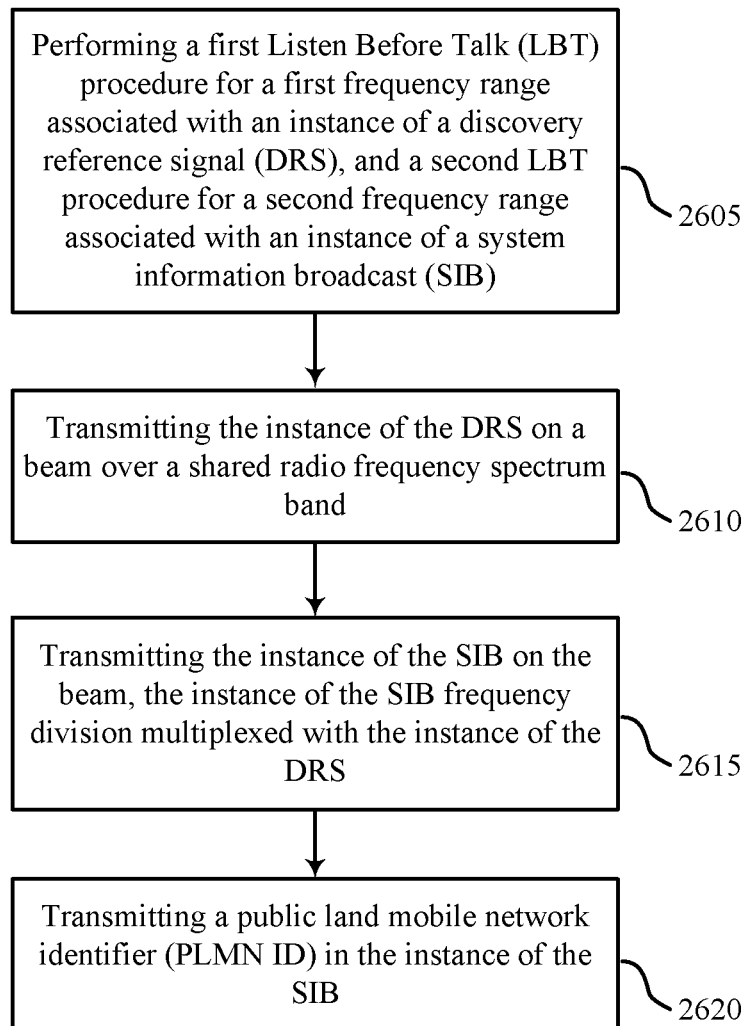 Performing a first Listen Before Talk (LBT)
procedure for a first frequency range
associated with an instance of a discovery
reference signal (DRS), and a second LBT
procedure for a second frequency range
associated with an instance of a system
information broadcast (SIB)
2605
Transmitting the instance of the DRS on a
beam over a shared radio frequency spectrum
band
2610
Transmitting the instance of the SIB on the
beam, the instance of the SIB frequency
division multiplexed with the instance of the
DRS
2615
Transmitting a public land mobile network
identifier (PLMN ID) in the instance of the
SIB
2620